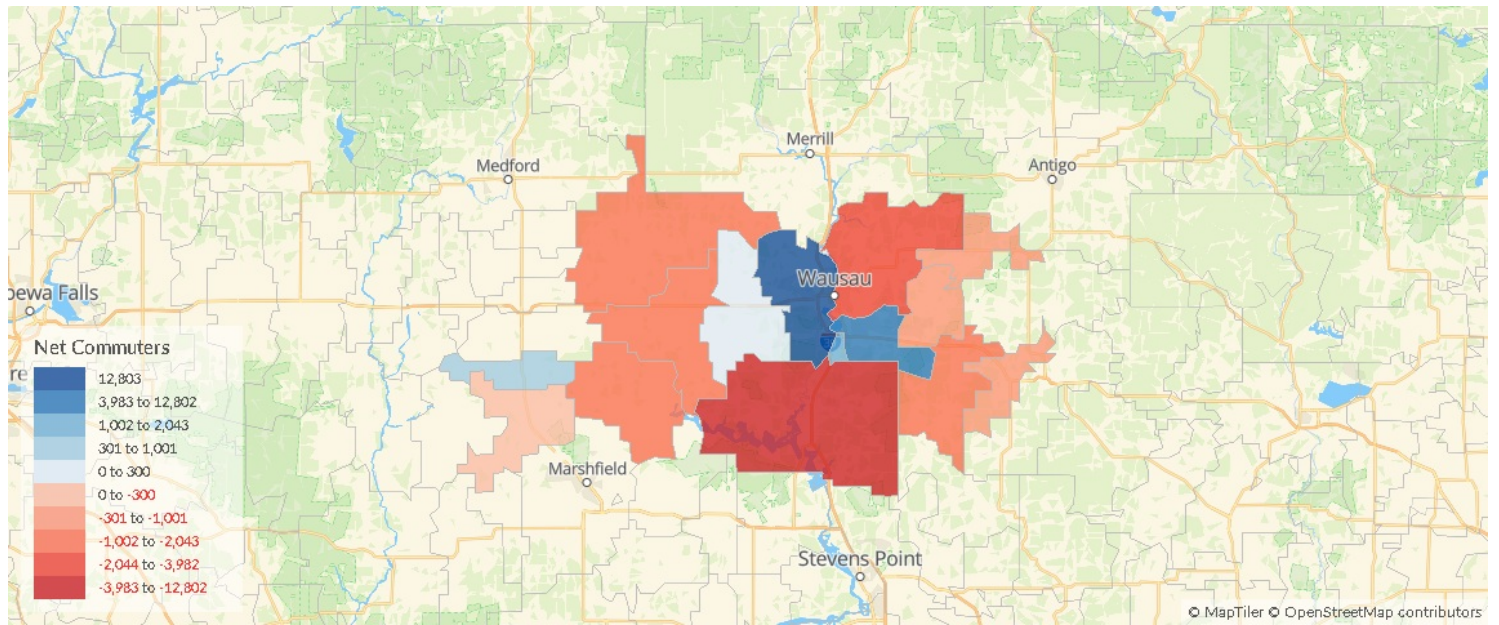 Merrill
Medford
Antigo
Wausau
pewa Falls
Net Commuters
re
12,803
3,983 to 12,802
1,002 to 2,043
301 to 1,001
0 to 300
0 to -300
-301 to -1,001
-1,002 to -2,043
-2,044 to -3,982
-3,983 to -12,802
Marshfield
Stevens Point
© MapTiler © OpenStreetMap contributors